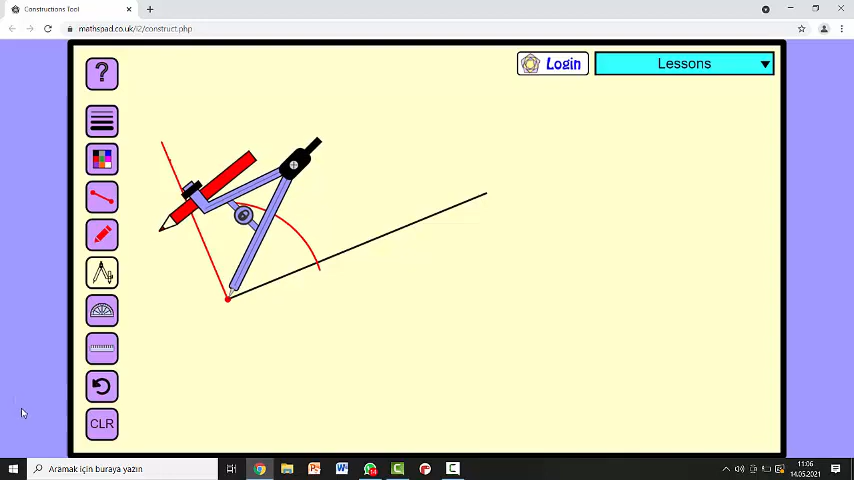 Constructions Tool
mathspad.co.uk/i2/construct.php
?
Login
Lessons
CLR
Aramak için buraya yazın
11:06
14.05.2021